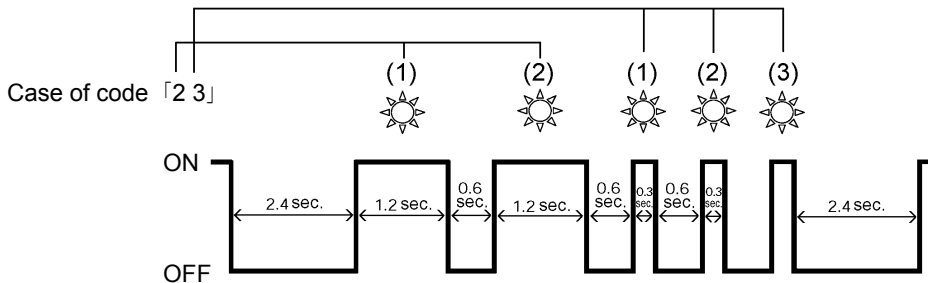 (1) (2) (1) (2) (3)
Case of code 「2 3」
ON
2.4 sec. 1.2 sec. 0.6 sec. 1.2 sec. 0.6 sec. 0.3 sec. 0.6 sec. 0.3 sec. 2.4 sec.
OFF